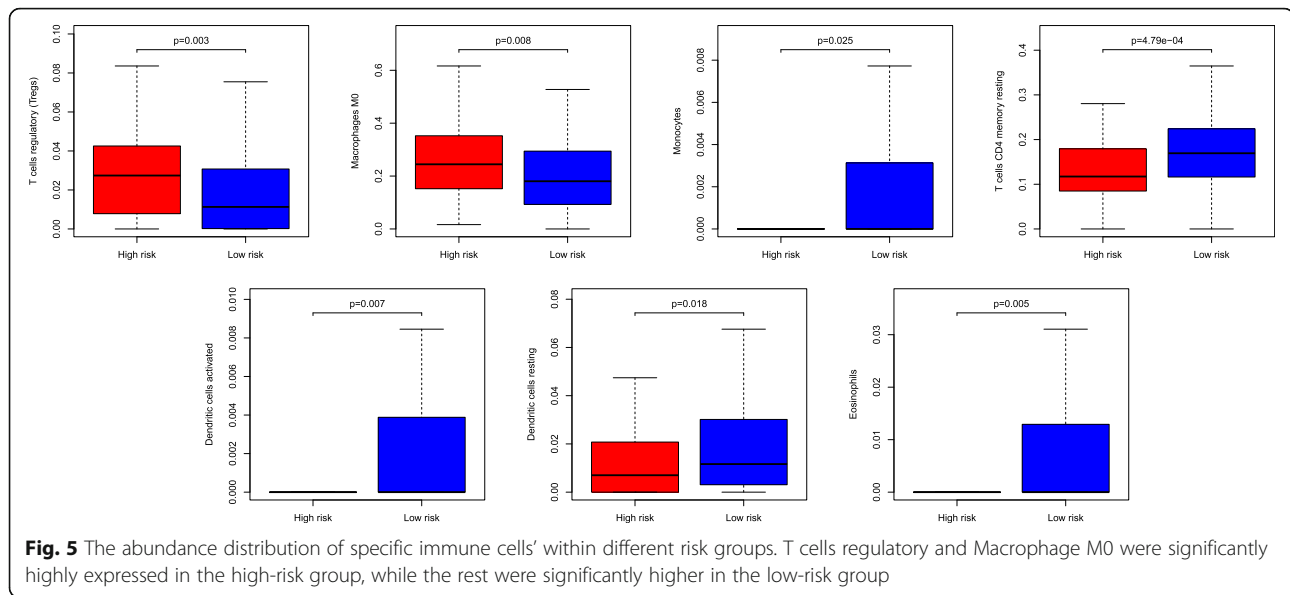 T cells regulatory (Tregs)
0.00 0.02 0.04 0.06 0.08 0.10
p=0.003
High risk Low risk
Macrophages M0
0.0 0.2 0.4 0.6
p=0.008
High risk Low risk
Monocytes
0.000 0.002 0.004 0.006 0.008
p=0.025
High risk Low risk
T cells CD4 memory resting
0.0 0.1 0.2 0.3 0.4
p=4.79e−04
High risk Low risk
Dendritic cells activated
0.000 0.002 0.004 0.006 0.008 0.010
p=0.007
High risk Low risk
Dendritic cells resting
0.00 0.02 0.04 0.06 0.08
p=0.018
High risk Low risk
Eosinophils
0.00 0.01 0.02 0.03
p=0.005
High risk Low risk
Fig. 5 The abundance distribution of specific immune cells’ within different risk groups. T cells regulatory and Macrophage M0 were significantly
highly expressed in the high-risk group, while the rest were significantly higher in the low-risk group